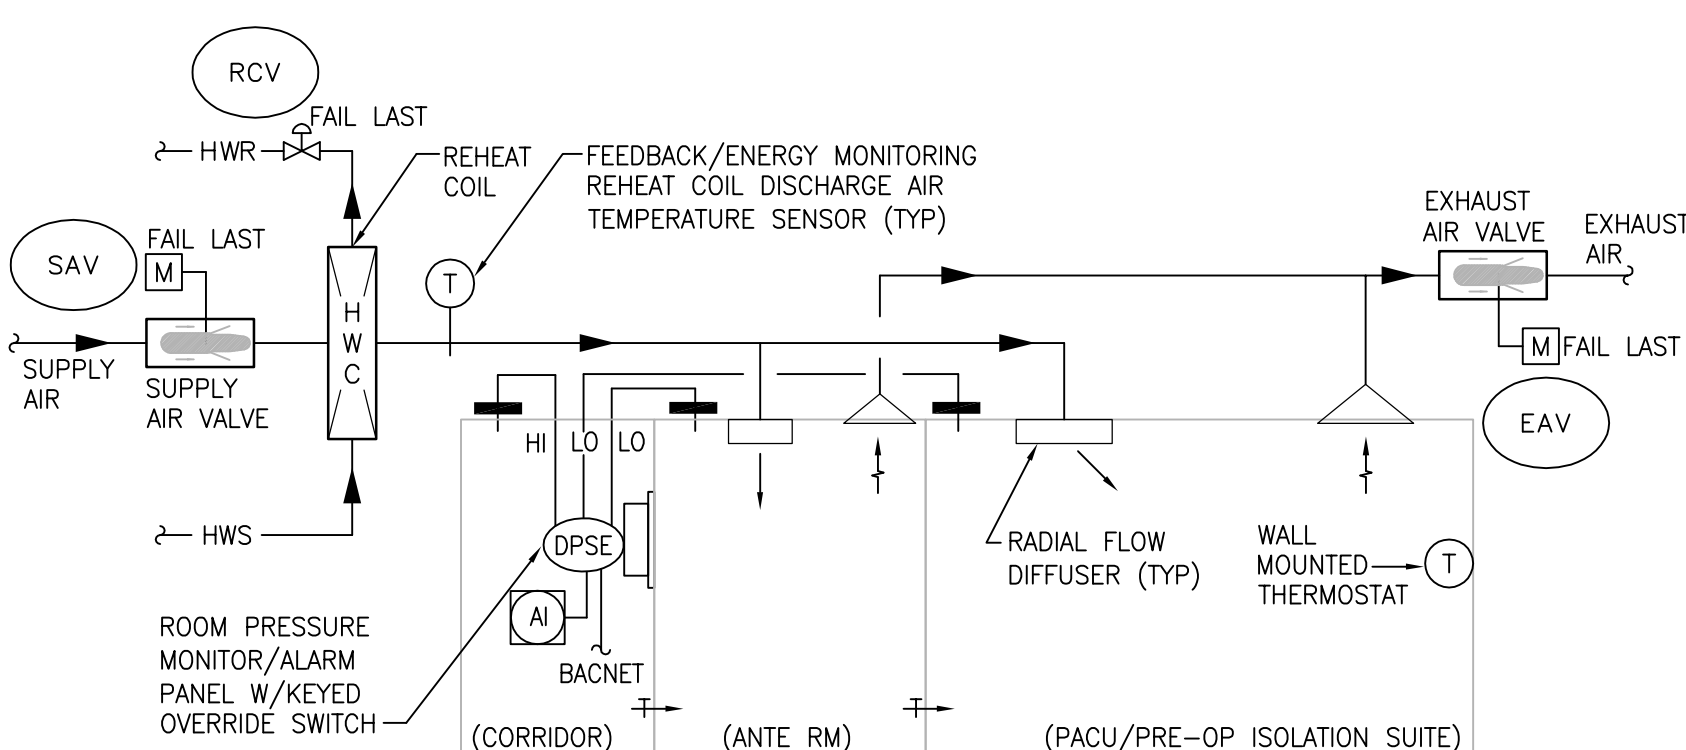 RCV
FAIL LAST
HWR
REHEAT
COIL
FEEDBACK/ENERGY MONITORING
REHEAT COIL DISCHARGE AIR
TEMPERATURE SENSOR (TYP)
EXHAUST
AIR VALVE
EXHAUST
AIR
SAV
FAIL LAST
M
T
H
W
C
SUPPLY
AIR
SUPPLY
AIR VALVE
M
FAIL LAST
EAV
HI
LO
LO
HWS
DPSE
AI
BACNET
RADIAL FLOW
DIFFUSER (TYP)
WALL
MOUNTED
THERMOSTAT
T
ROOM PRESSURE
MONITOR/ALARM
PANEL W/KEYED
OVERRIDE SWITCH
(CORRIDOR)
(ANTE RM)
(PACU/PRE-OP ISOLATION SUITE)